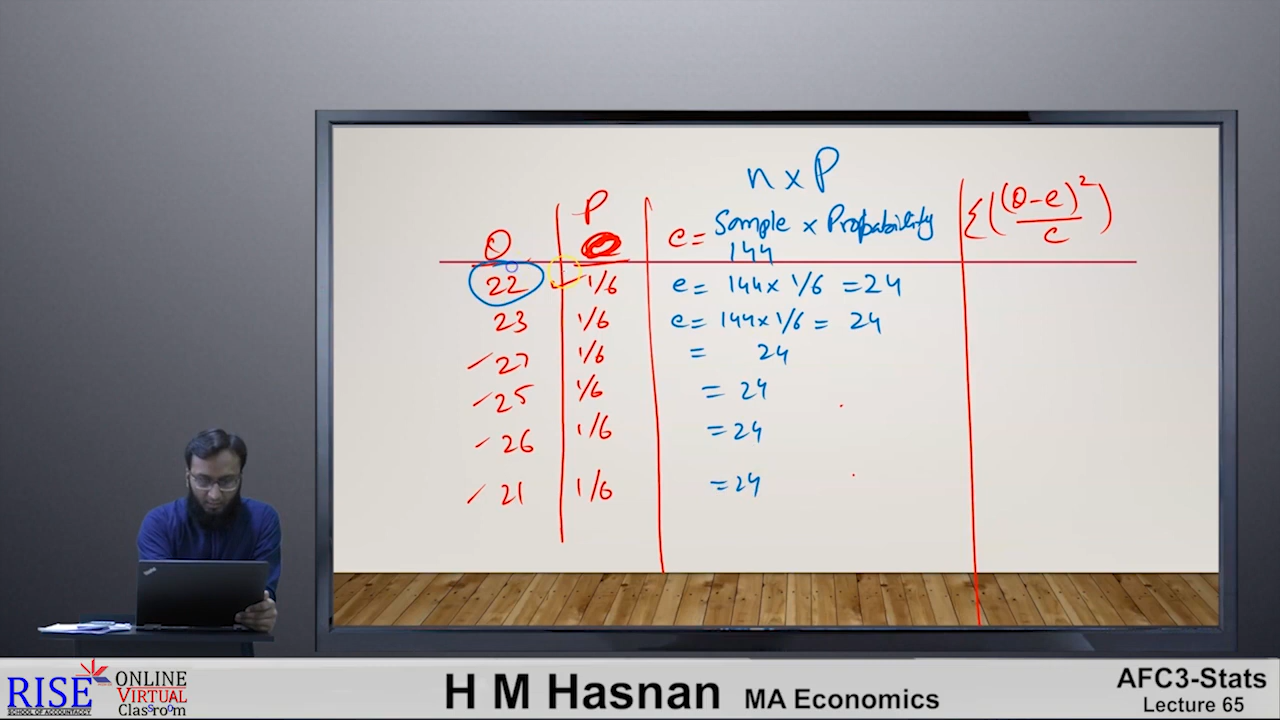 n x P
O P e = Sample x Probability Σ((O-e)²/e)
144
22 1/6 e = 144 x 1/6 = 24
23 1/6 e = 144 x 1/6 = 24
27 1/6 = 24
25 1/6 = 24
26 1/6 = 24
21 1/6 = 24
ThinkPad
RISE
SCHOOL OF ACCOUNTANCY
ONLINE
VIRTUAL
Classroom
H M Hasnan MA Economics
AFC3-Stats
Lecture 65